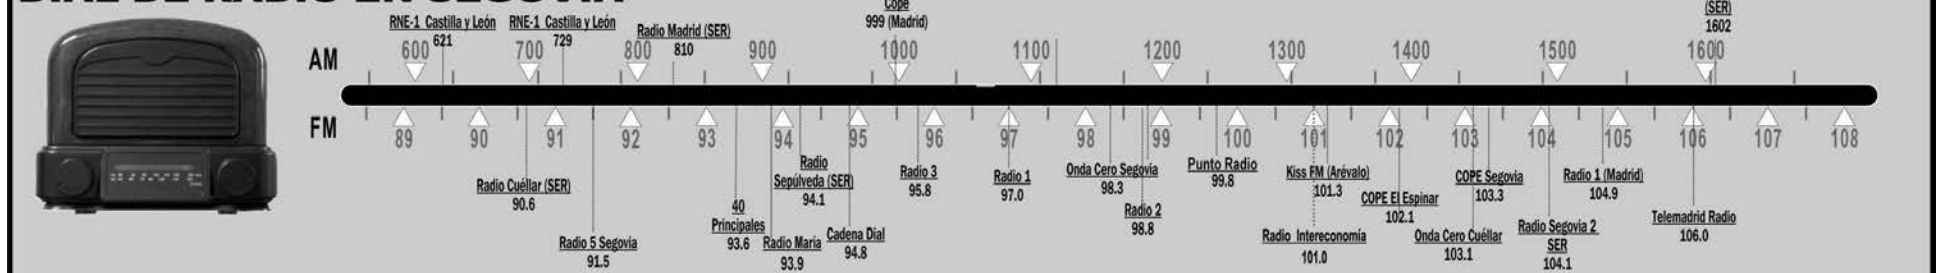 DIAL DE RADIO EN SEGOVIA
RNE-1 Castilla y León
621
RNE-1 Castilla y León
729
Radio Madrid (SER)
810
Cope
999 (Madrid)
(SER)
1602
AM
600
700
800
900
1000
1100
1200
1300
1400
1500
1600
FM
89
90
91
92
93
94
95
96
97
98
99
100
101
102
103
104
105
106
107
108
Radio Cuéllar (SER)
90.6
Radio 5 Segovia
91.5
40
Principales
93.6
Radio María
93.9
Radio
Sepúlveda (SER)
94.1
Cadena Dial
94.8
Radio 3
95.8
Radio 1
97.0
Onda Cero Segovia
98.3
Radio 2
98.8
Punto Radio
99.8
Radio Intereconomía
101.0
Kiss FM (Arévalo)
101.3
COPE El Espinar
102.1
Onda Cero Cuéllar
103.1
COPE Segovia
103.3
Radio Segovia 2
SER
104.1
Radio 1 (Madrid)
104.9
Telemadrid Radio
106.0